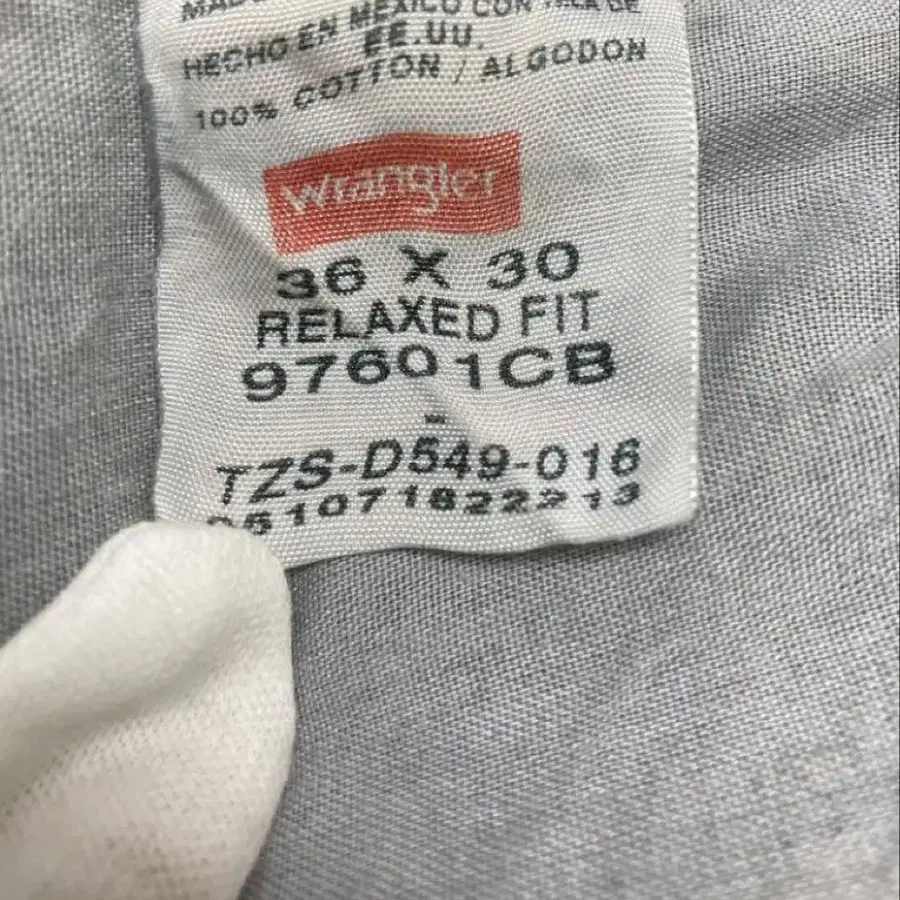 HECHO EN MEXICO CON TELA DE
EE.UU.
100% COTTON / ALGODON
Wrangler
36 X 30
RELAXED FIT
97601CB
-
TZS-D549-016